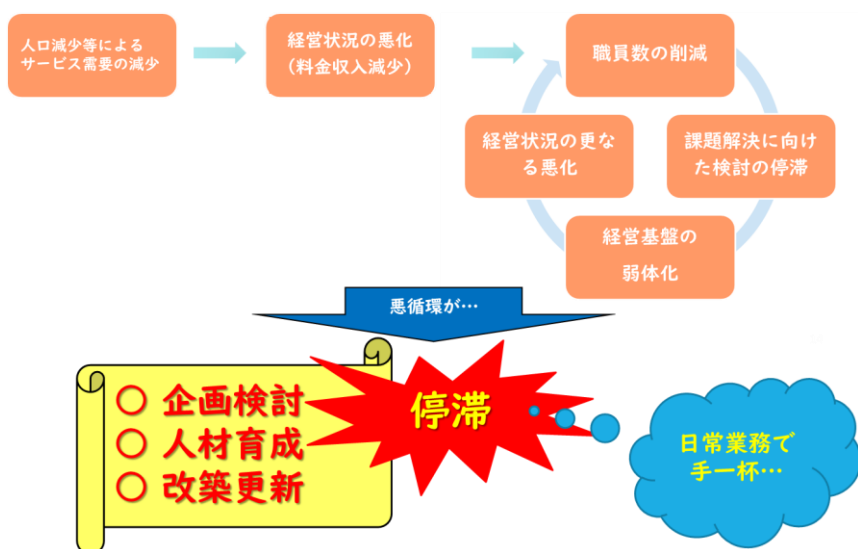 人口減少等による
サービス需要の減少
経営状況の悪化
（料金収入減少）
職員数の削減
課題解決に向け
た検討の停滞
経営基盤の
弱体化
経営状況の更な
る悪化
悪循環が…
○ 企画検討
○ 人材育成
○ 改築更新
停滞
日常業務で
手一杯…